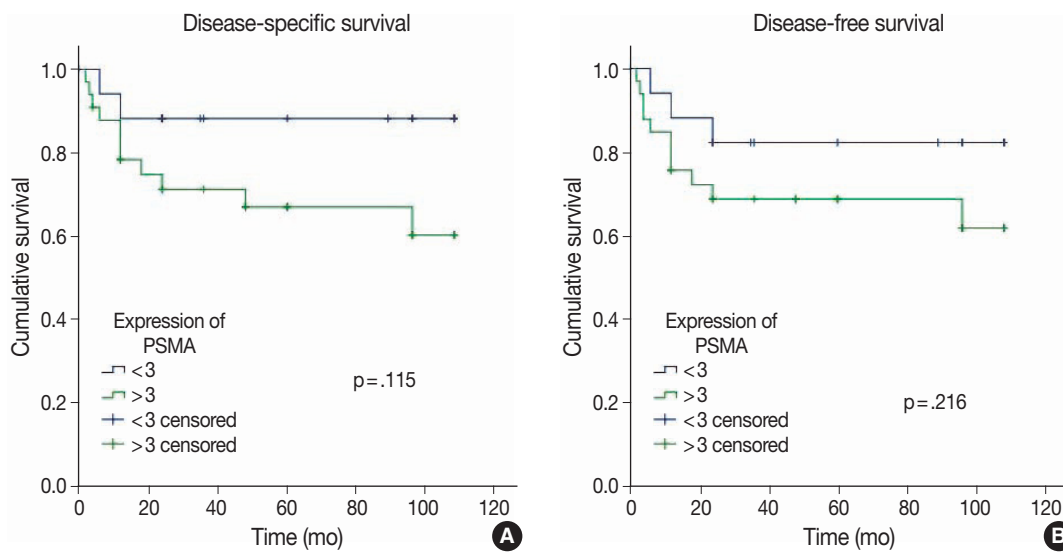 Disease-specific survival
1.0
0.8
0.6
0.4
0.2
0.0
Cumulative survival
Expression of
PSMA
<3
>3
<3 censored
>3 censored
p=.115
0 20 40 60 80 100 120
Time (mo)
A
Disease-free survival
1.0
0.8
0.6
0.4
0.2
0.0
Cumulative survival
Expression of
PSMA
<3
>3
<3 censored
>3 censored
p=.216
0 20 40 60 80 100 120
Time (mo)
B